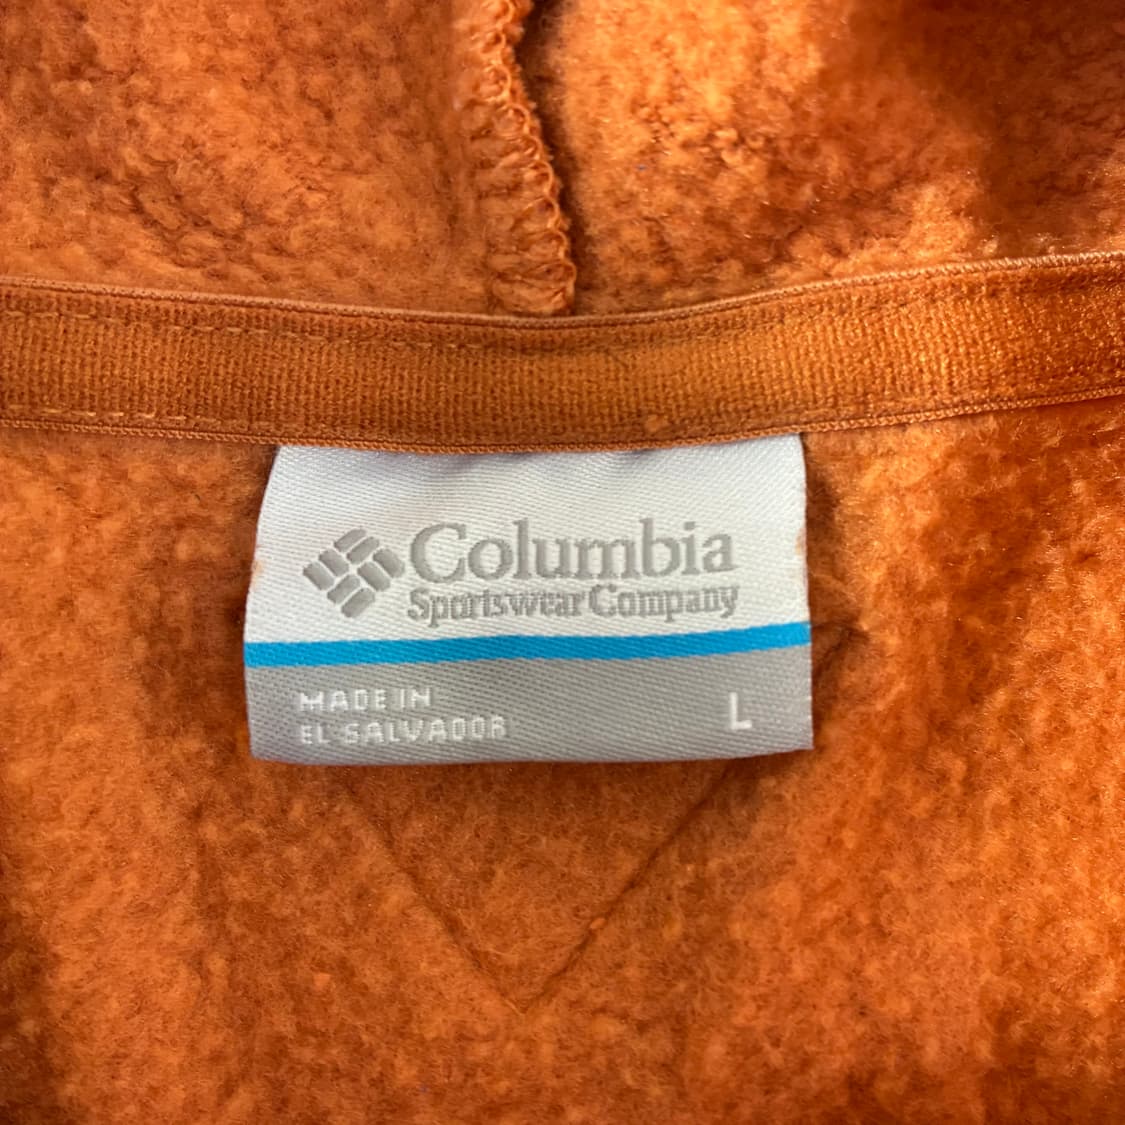 Columbia
Sportswear Company
MADE IN
EL SALVADOR
L